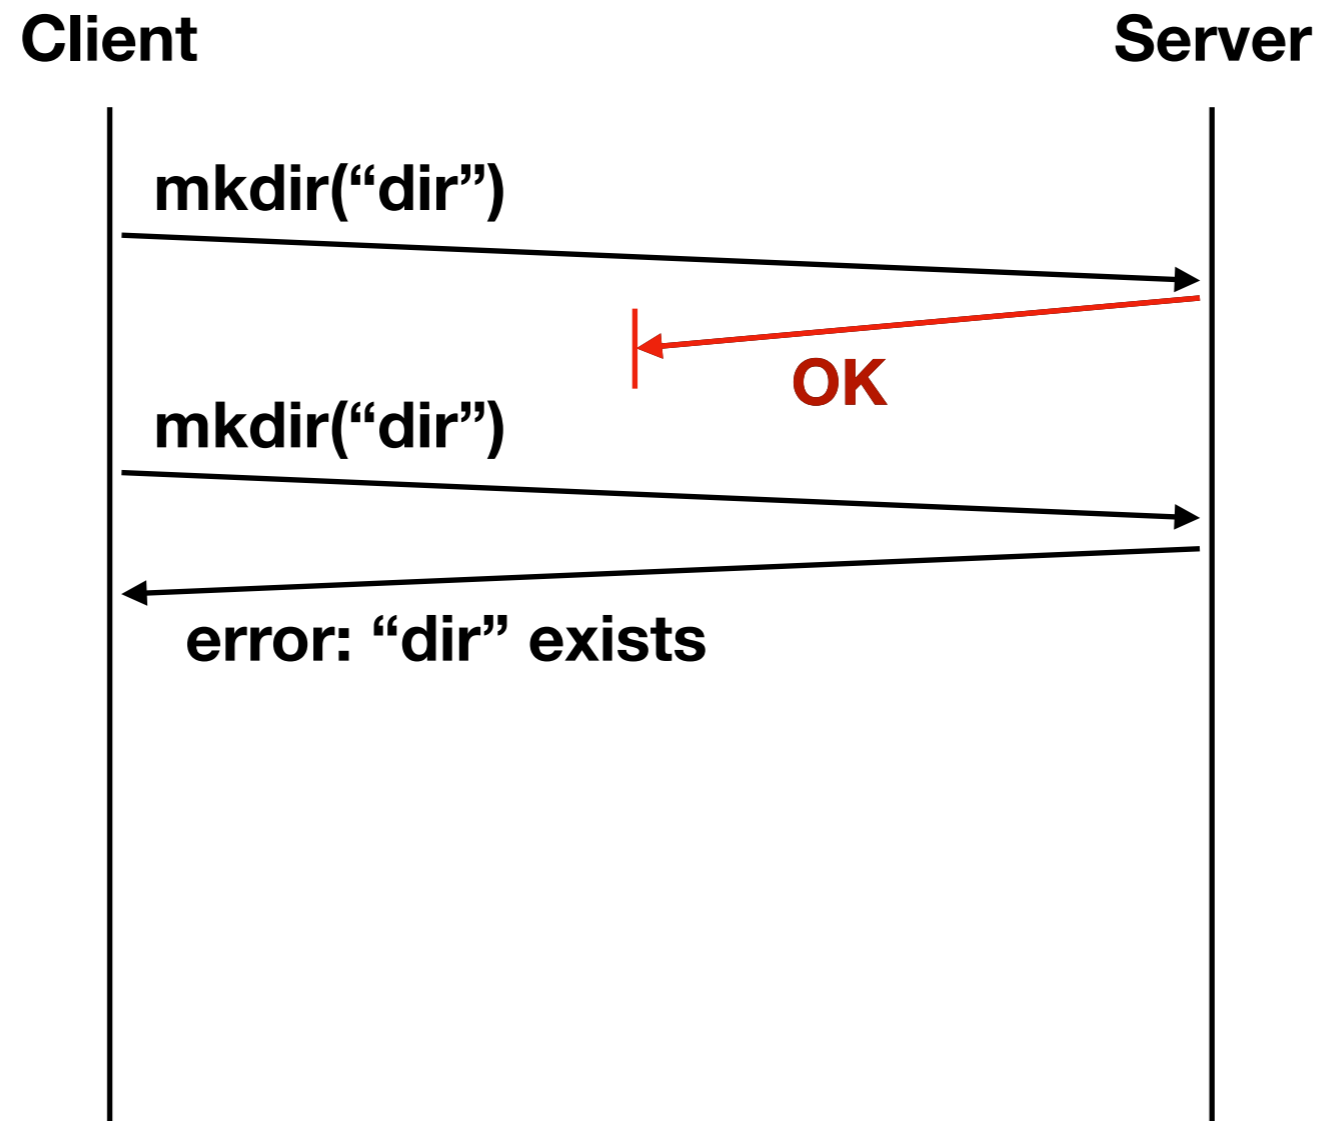 Client
Server
mkdir(“dir”)
OK
mkdir(“dir”)
error: “dir” exists